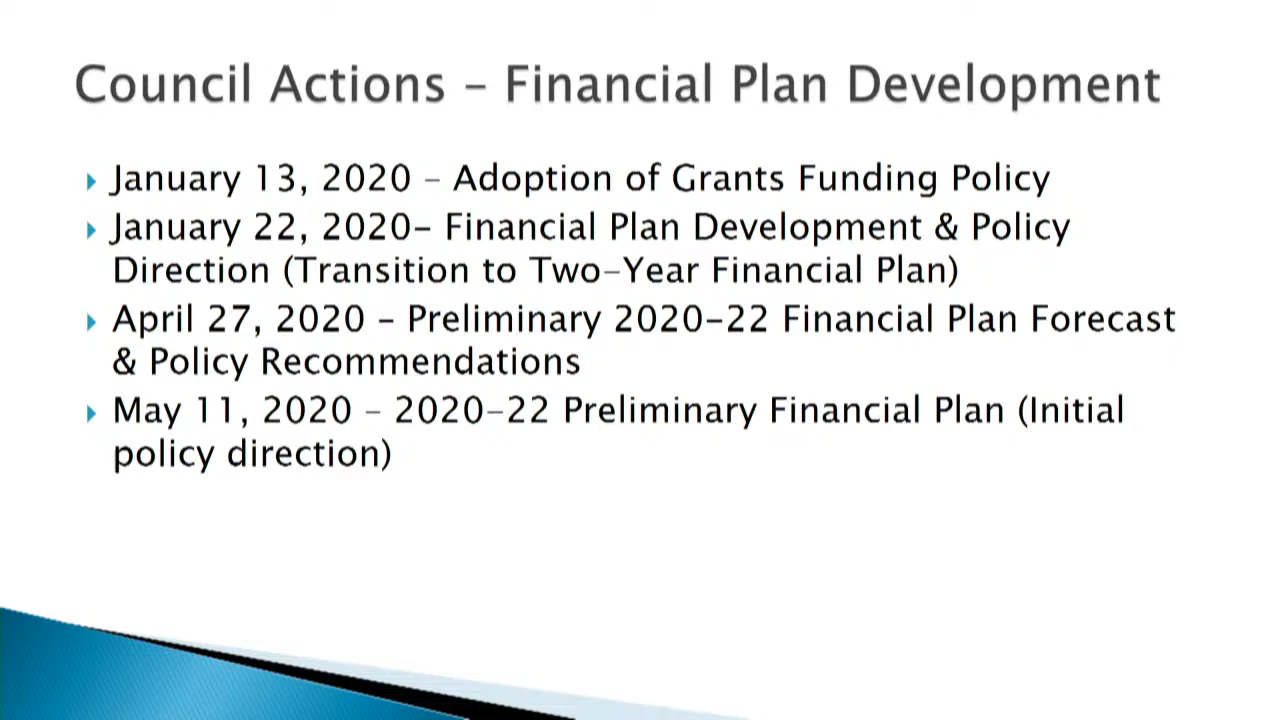 Council Actions – Financial Plan Development
January 13, 2020 – Adoption of Grants Funding Policy
January 22, 2020– Financial Plan Development & Policy
Direction (Transition to Two-Year Financial Plan)
April 27, 2020 – Preliminary 2020-22 Financial Plan Forecast
& Policy Recommendations
May 11, 2020 – 2020-22 Preliminary Financial Plan (Initial
policy direction)